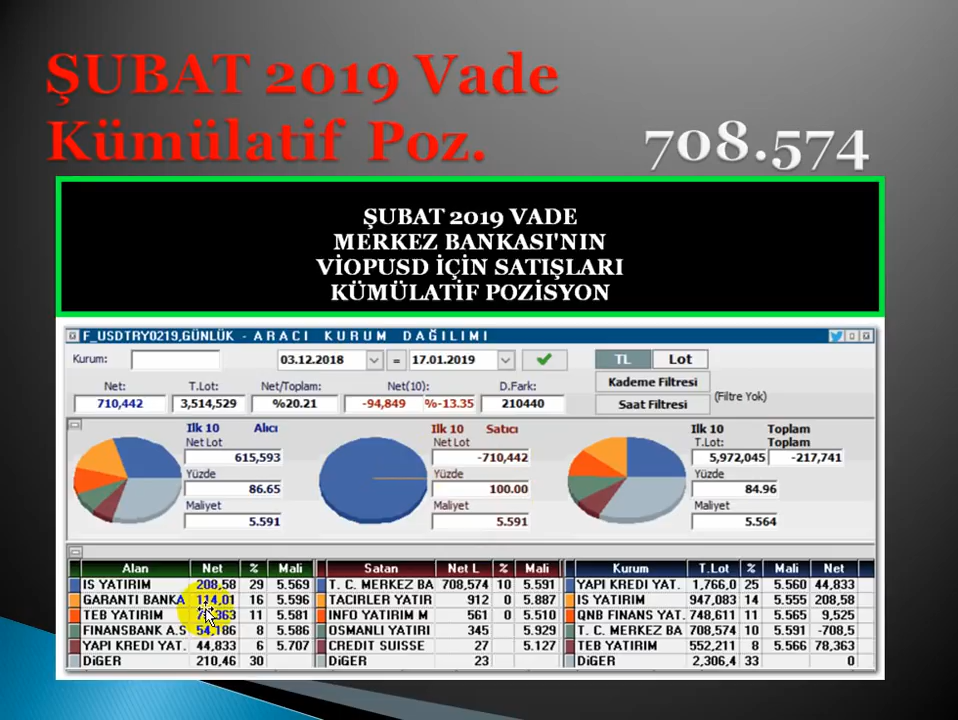 ŞUBAT 2019 Vade
Kümülatif Poz. 708.574
ŞUBAT 2019 VADE
MERKEZ BANKASI'NIN
VİOPUSD İÇİN SATIŞLARI
KÜMÜLATİF POZİSYON
F_USDTRY0219,GÜNLÜK - ARACI KURUM DAĞILIMI
Kurum: 03.12.2018 = 17.01.2019 TL Lot
Net: T.Lot: Net/Toplam: Net(10): D.Fark: Kademe Filtresi
710,442 3,514,529 %20.21 -94,849 %-13.35 210440 Saat Filtresi (Filtre Yok)
Ilk 10 Alıcı Ilk 10 Satıcı Ilk 10 Toplam
Net Lot Net Lot T.Lot: Toplam
615,593 -710,442 5,972,045 -217,741
Yüzde Yüzde Yüzde
86.65 100.00 84.96
Maliyet Maliyet Maliyet
5.591 5.591 5.564
Alan Net % Mali Satan Net L % Mali Kurum T.Lot % Mali Net
IS YATIRIM 208,58 29 5.569 T. C. MERKEZ BA 708,574 10 5.591 YAPI KREDI YAT. 1,766,0 25 5.560 44,833
GARANTI BANKA 114,01 16 5.596 TACIRLER YATIR 912 0 5.887 IS YATIRIM 947,083 14 5.555 208,58
TEB YATIRIM 11 5.581 INFO YATIRIM M 561 0 5.510 QNB FINANS YAT. 748,611 11 5.565 9,525
FINANSBANK A.S 54,186 8 5.586 OSMANLI YATIRI 345 5.929 T. C. MERKEZ BA 708,574 10 5.591 -708,5
YAPI KREDI YAT. 44,833 6 5.707 CREDIT SUISSE 27 5.127 TEB YATIRIM 552,211 8 5.566 78,363
DiGER 210,46 30 DiGER 23 DiGER 2,306,4 33 0